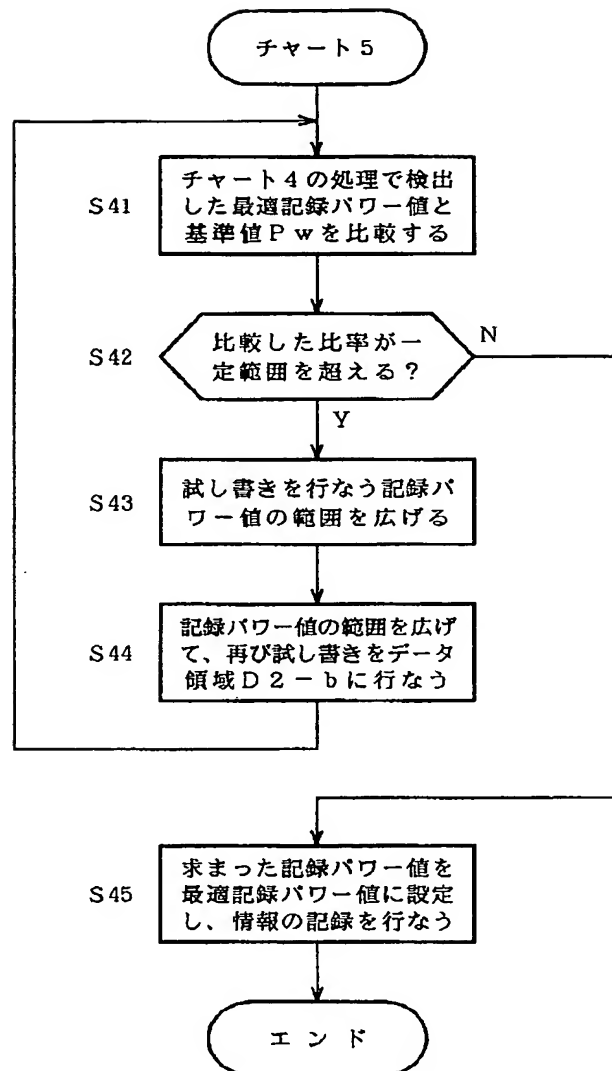 チャート5
S41
チャート4の処理で検出
した最適記録パワー値と
基準値Pwを比較する
S42
比較した比率が一
定範囲を超える?
N
Y
S43
試し書きを行なう記録パ
ワー値の範囲を広げる
S44
記録パワー値の範囲を広げ
て、再び試し書きをデータ
領域D2-bに行なう
S45
求まった記録パワー値を
最適記録パワー値に設定
し、情報の記録を行なう
エンド